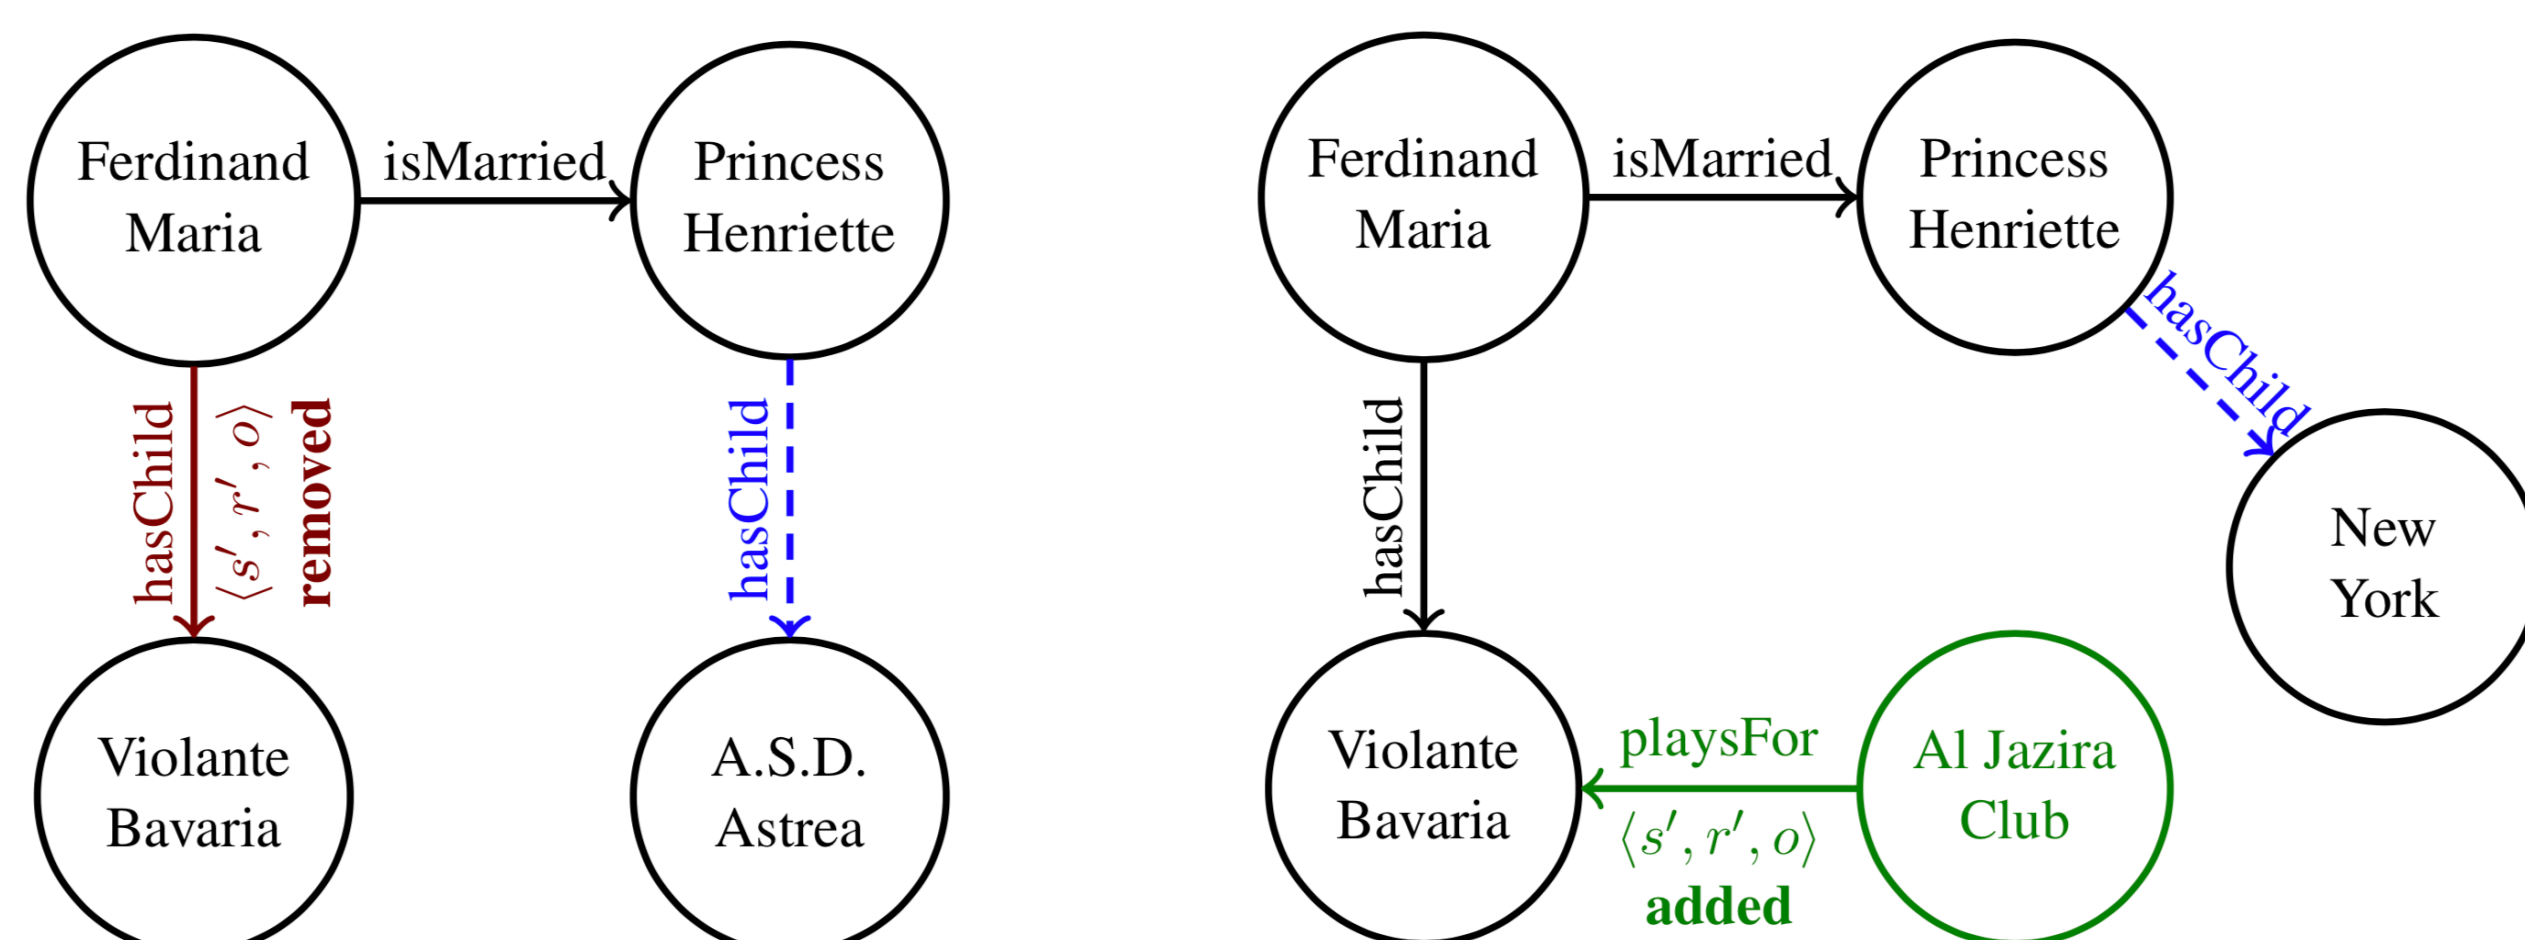 Ferdinand
Maria
isMarried
Princess
Henriette
hasChild
⟨s′, r′, o⟩
removed
hasChild
Violante
Bavaria
A.S.D.
Astrea
Ferdinand
Maria
isMarried
Princess
Henriette
hasChild
hasChild
New
York
Violante
Bavaria
playsFor
⟨s′, r′, o⟩
added
Al Jazira
Club